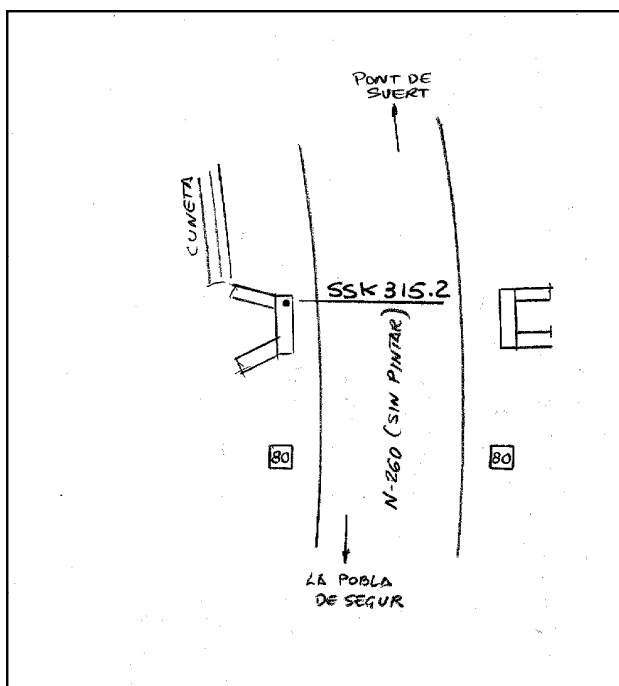 PONT DE
SUERT
CUNETA
SSK 315.2
N-260 (SIN PINTAR)
80
80
LA POBLA
DE SEGUR